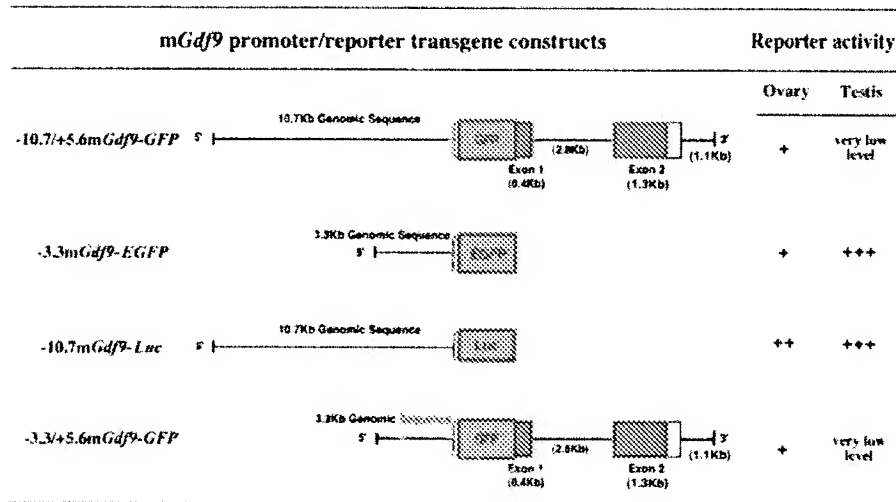 mGdf9 promoter/reporter transgene constructs Reporter activity
Ovary Testis
-10.7/+5.6mGdf9-GFP 5' 10.7Kb Genomic Sequence GFP Exon 1 (0.4Kb) (2.8Kb) Exon 2 (1.3Kb) 3' (1.1Kb) + very low level
-3.3mGdf9-EGFP 3.3Kb Genomic Sequence 5' EGFP + +++
-10.7mGdf9-Luc 5' 10.7Kb Genomic Sequence Luc ++ +++
-3.3/+5.6mGdf9-GFP 3.3Kb Genomic 5' GFP Exon 1 (0.4Kb) (2.8Kb) Exon 2 (1.3Kb) 3' (1.1Kb) + very low level